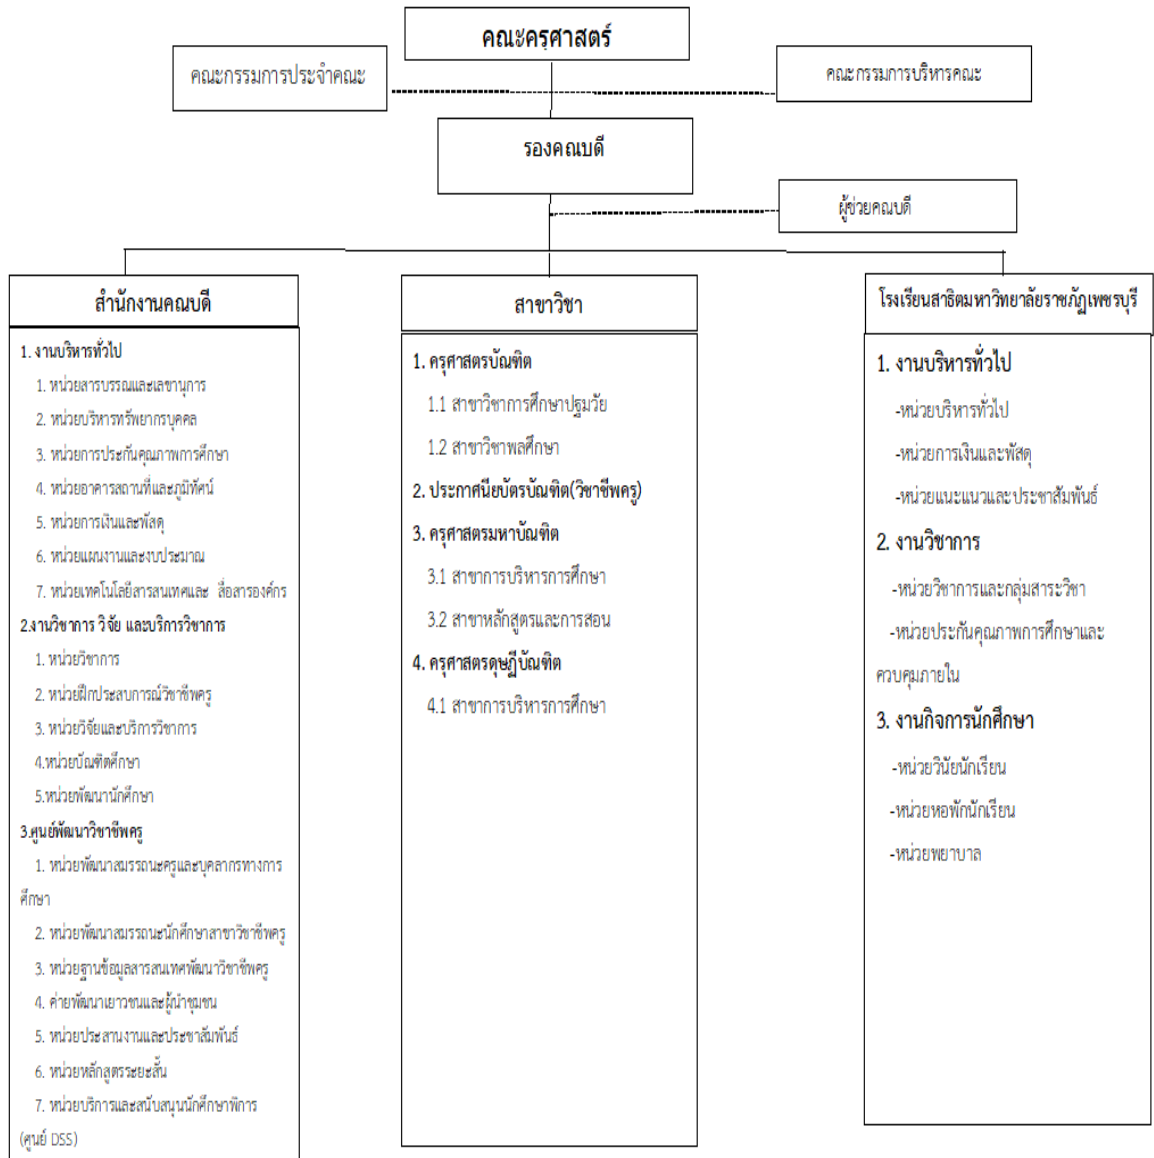 คณะครุศาสตร์
คณะกรรมการประจำคณะ
คณะกรรมการบริหารคณะ
รองคณบดี
ผู้ช่วยคณบดี
สำนักงานคณบดี
1. งานบริหารทั่วไป
1. หน่วยสารบรรณและเลขานุการ
2. หน่วยบริหารทรัพยากรบุคคล
3. หน่วยการประกันคุณภาพการศึกษา
4. หน่วยอาคารสถานที่และภูมิทัศน์
5. หน่วยการเงินและพัสดุ
6. หน่วยแผนงานและงบประมาณ
7. หน่วยเทคโนโลยีสารสนเทศและ สื่อสารองค์กร
2.งานวิชาการ วิจัย และบริการวิชาการ
1. หน่วยวิชาการ
2. หน่วยฝึกประสบการณ์วิชาชีพครู
3. หน่วยวิจัยและบริการวิชาการ
4.หน่วยบัณฑิตศึกษา
5.หน่วยพัฒนานักศึกษา
3.ศูนย์พัฒนาวิชาชีพครู
1. หน่วยพัฒนาสมรรถนะครูและบุคลากรทางการ
ศึกษา
2. หน่วยพัฒนาสมรรถนะนักศึกษาสาขาวิชาชีพครู
3. หน่วยฐานข้อมูลสารสนเทศพัฒนาวิชาชีพครู
4. ค่ายพัฒนาเยาวชนและผู้นำชุมชน
5. หน่วยประสานงานและประชาสัมพันธ์
6. หน่วยหลักสูตรระยะสั้น
7. หน่วยบริการและสนับสนุนนักศึกษาพิการ
(ศูนย์ DSS)
สาขาวิชา
1. ครุศาสตรบัณฑิต
1.1 สาขาวิชาการศึกษาปฐมวัย
1.2 สาขาวิชาพลศึกษา
2. ประกาศนียบัตรบัณฑิต(วิชาชีพครู)
3. ครุศาสตรมหาบัณฑิต
3.1 สาขาการบริหารการศึกษา
3.2 สาขาหลักสูตรและการสอน
4. ครุศาสตรดุษฎีบัณฑิต
4.1 สาขาการบริหารการศึกษา
โรงเรียนสาธิตมหาวิทยาลัยราชภัฏเพชรบุรี
1. งานบริหารทั่วไป
-หน่วยบริหารทั่วไป
-หน่วยการเงินและพัสดุ
-หน่วยแนะแนวและประชาสัมพันธ์
2. งานวิชาการ
-หน่วยวิชาการและกลุ่มสาระวิชา
-หน่วยประกันคุณภาพการศึกษาและ
ควบคุมภายใน
3. งานกิจการนักศึกษา
-หน่วยวินัยนักเรียน
-หน่วยหอพักนักเรียน
-หน่วยพยาบาล